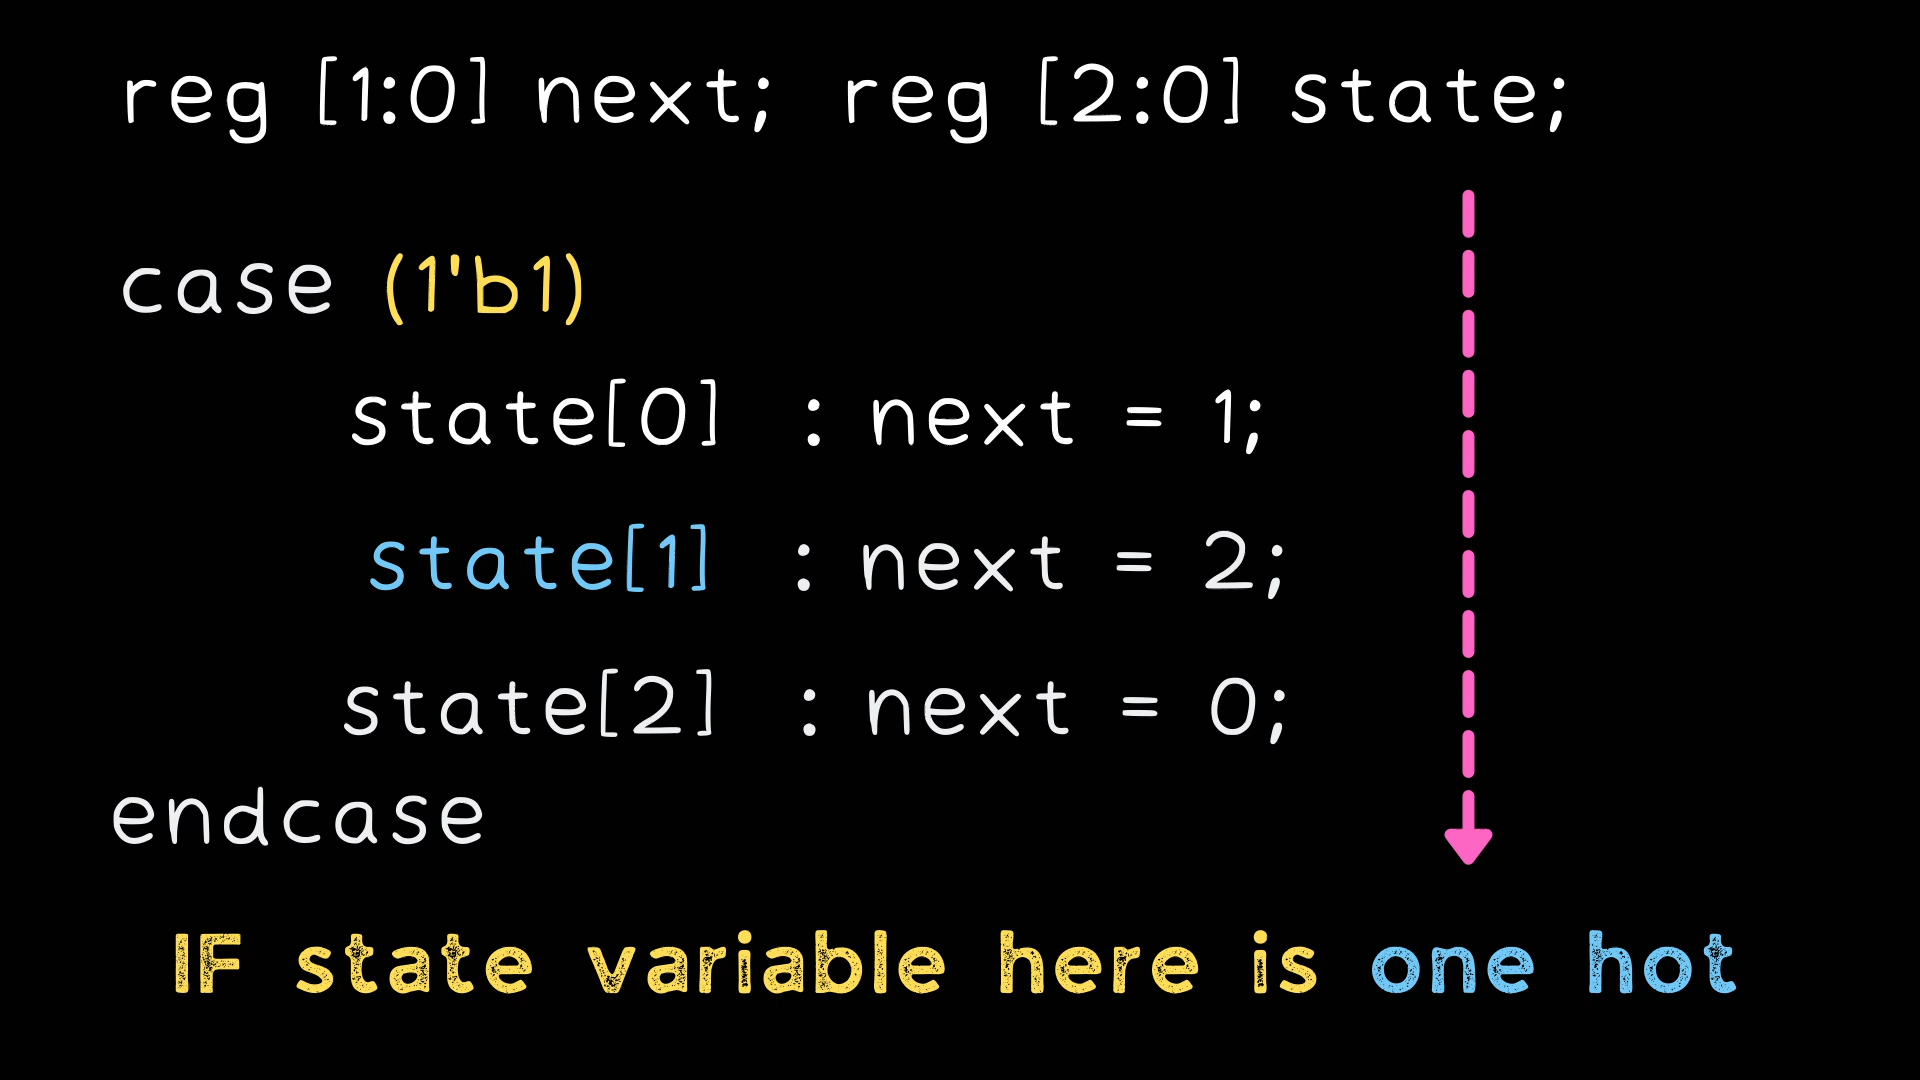 reg [1:0] next; reg [2:0] state;
case (1'b1)
state[0] : next = 1;
state[1] : next = 2;
state[2] : next = 0;
endcase
IF state variable here is one hot